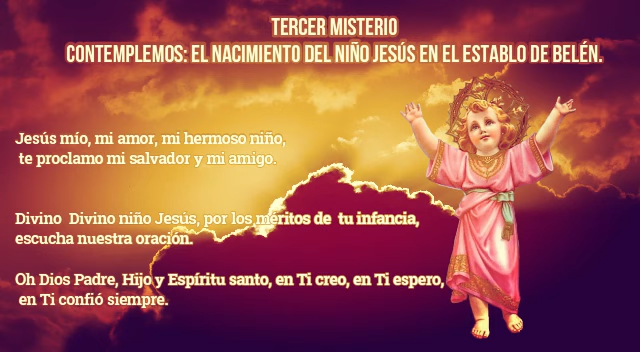 TERCER MISTERIO
CONTEMPLEMOS: EL NACIMIENTO DEL NIÑO JESÚS EN EL ESTABLO DE BELÉN.
Jesús mío, mi amor, mi hermoso niño,
te proclamo mi salvador y mi amigo.
Divino Divino niño Jesús, por los méritos de tu infancia,
escucha nuestra oración.
Oh Dios Padre, Hijo y Espíritu santo, en Ti creo, en Ti espero,
en Ti confió siempre.